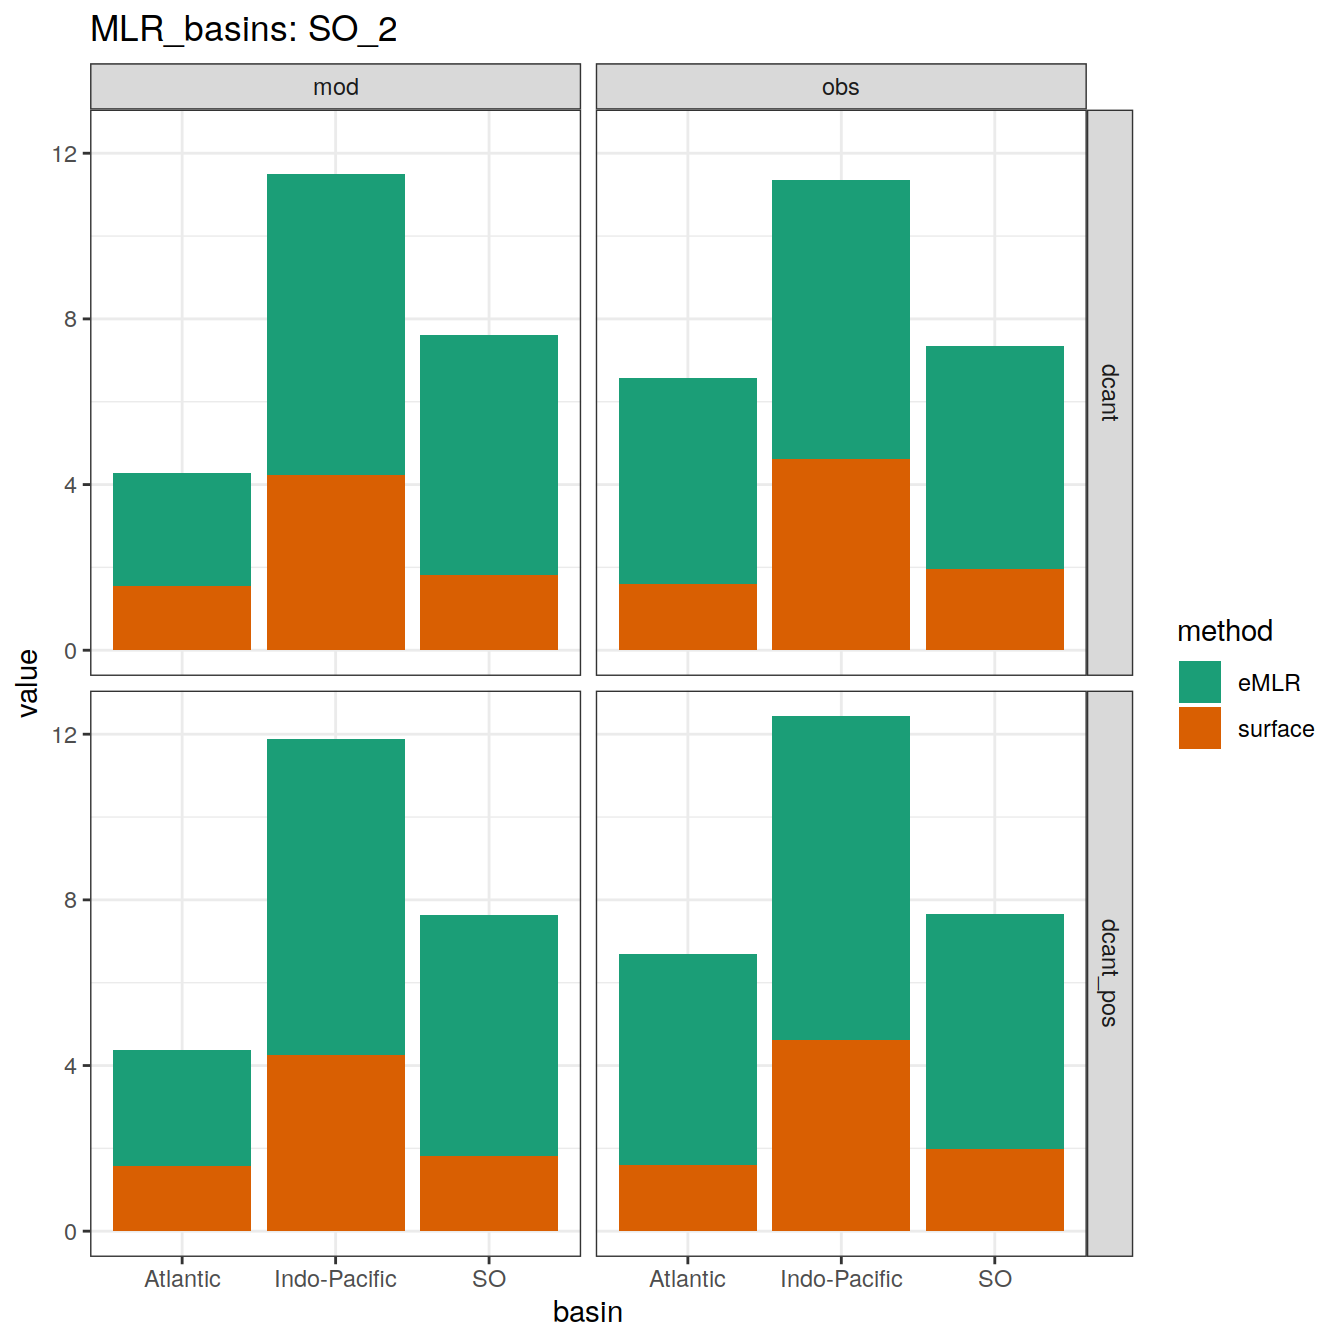 MLR_basins: SO_2
mod
obs
12
8
4
0
dcant
12
8
4
0
dcant_pos
value
Atlantic
Indo-Pacific
SO
Atlantic
Indo-Pacific
SO
basin
method
eMLR
surface